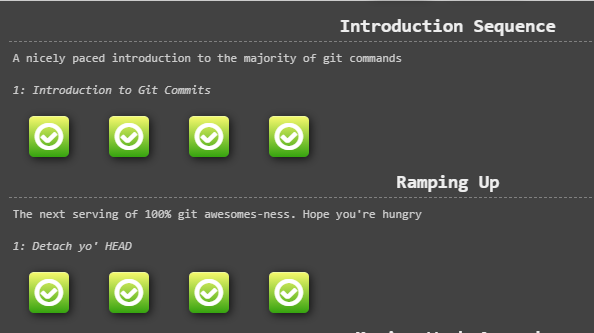 Introduction Sequence
A nicely paced introduction to the majority of git commands
1: Introduction to Git Commits
Ramping Up
The next serving of 100% git awesomes-ness. Hope you're hungry
1: Detach yo' HEAD